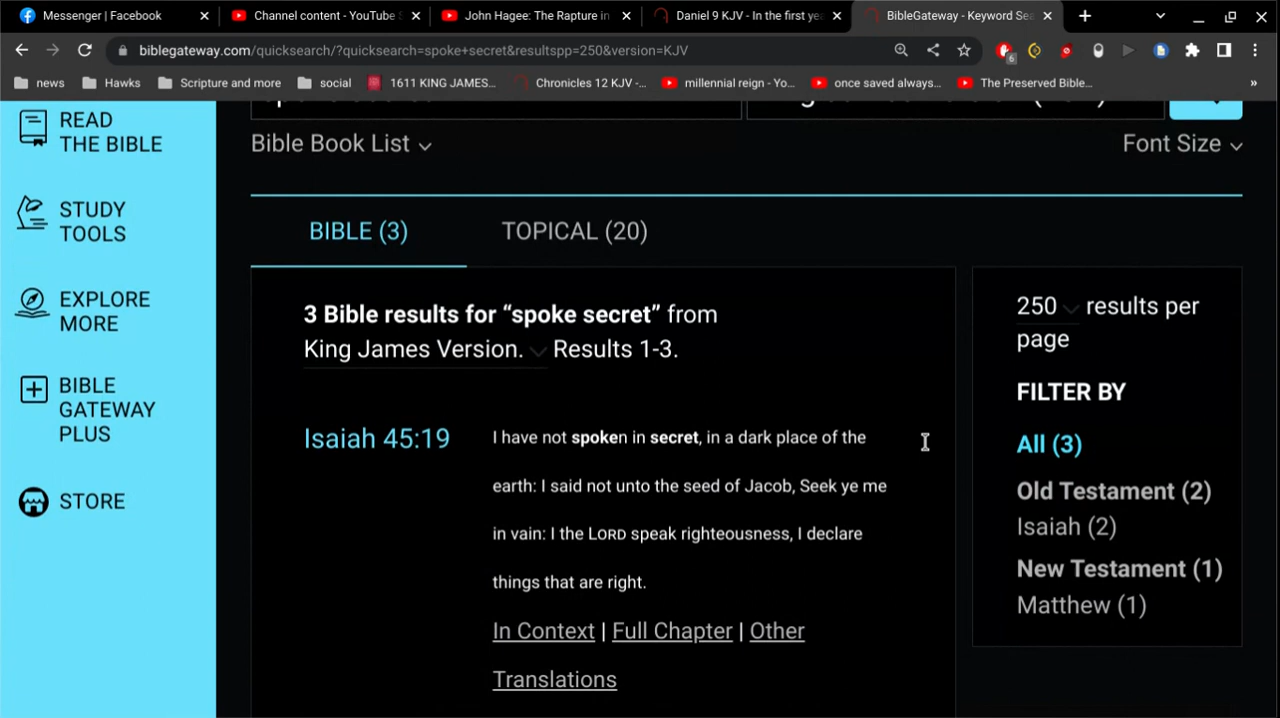 Messenger | Facebook
Channel content - YouTube S
John Hagee: The Rapture in
Daniel 9 KJV - In the first yea
BibleGateway - Keyword Sea
biblegateway.com/quicksearch/?quicksearch=spoke+secret&resultspp=250&version=KJV
6
news
Hawks
Scripture and more
social
1611 KING JAMES...
Chronicles 12 KJV -...
millennial reign - Yo...
once saved always...
The Preserved Bible...
»
READ
THE BIBLE
STUDY
TOOLS
EXPLORE
MORE
BIBLE
GATEWAY
PLUS
STORE
Bible Book List
Font Size
BIBLE (3)
TOPICAL (20)
3 Bible results for “spoke secret” from
King James Version. Results 1-3.
Isaiah 45:19
I have not spoken in secret, in a dark place of the
earth: I said not unto the seed of Jacob, Seek ye me
in vain: I the LORD speak righteousness, I declare
things that are right.
In Context | Full Chapter | Other
Translations
250 results per
page
FILTER BY
All (3)
Old Testament (2)
Isaiah (2)
New Testament (1)
Matthew (1)